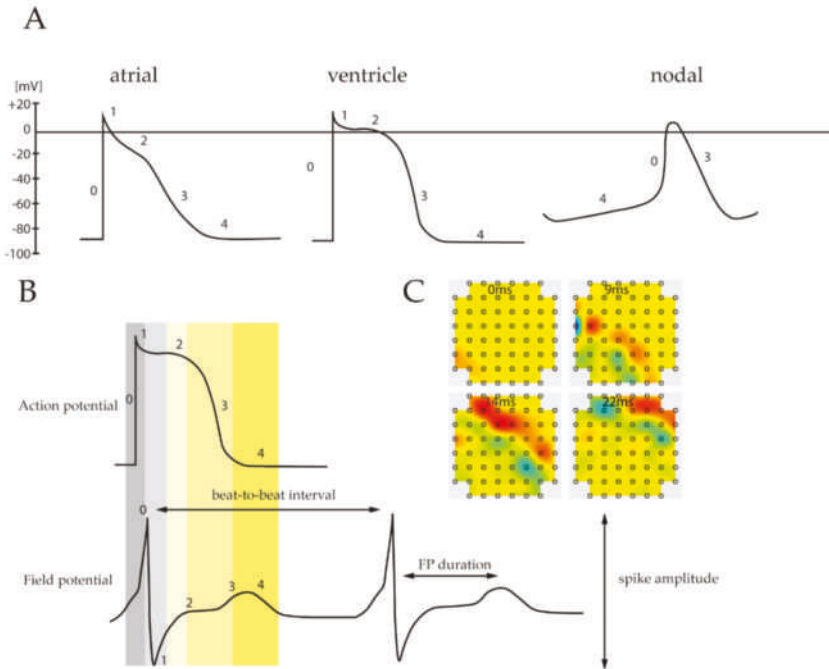 A
atrial ventricle nodal
[mV]
+20
0
-20
-40
-60
-80
-100
0 1 2 3 4
0 1 2 3 4
4 0 3
B
Action potential
0 1 2 3 4
beat-to-beat interval
Field potential
0 1 2 3 4
FP duration
spike amplitude
C
0ms 9ms
4ms 22ms